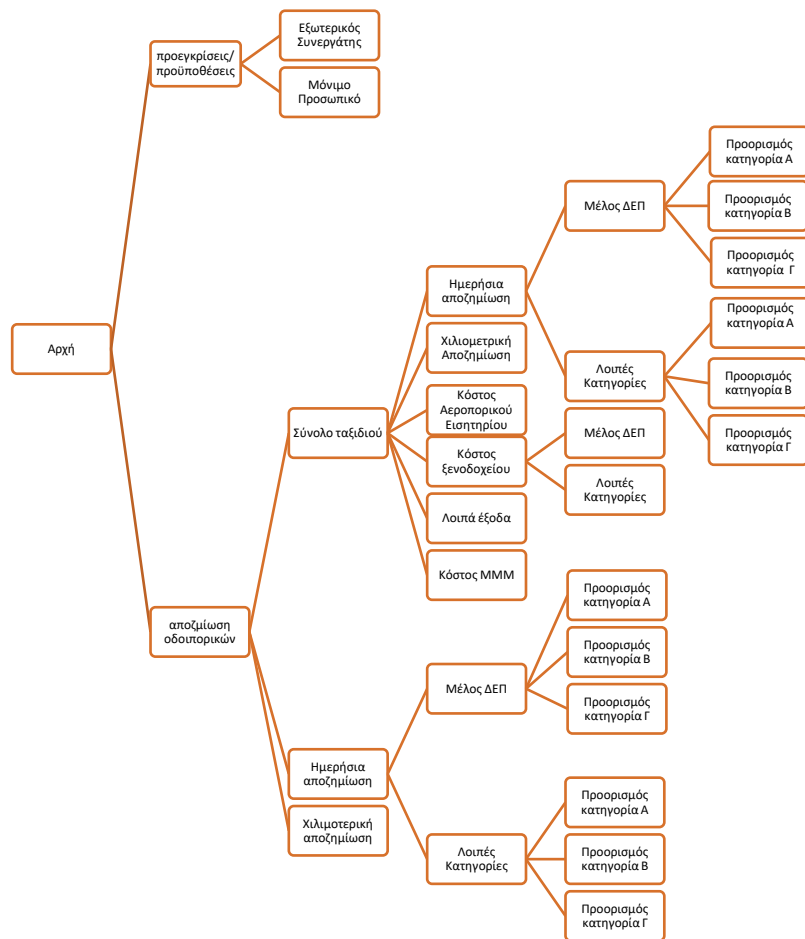 Αρχή
προεγκρίσεις/
προϋποθέσεις
Εξωτερικός
Συνεργάτης
Μόνιμο
Προσωπικό
αποζμίωση
οδοιπορικών
Σύνολο ταξιδιού
Ημερήσια
αποζημίωση
Μέλος ΔΕΠ
Προορισμός
κατηγορία Α
Προορισμός
κατηγορία Β
Προορισμός
κατηγορία Γ
Λοιπές
Κατηγορίες
Προορισμός
κατηγορία Α
Προορισμός
κατηγορία Β
Προορισμός
κατηγορία Γ
Χιλιομετρική
Αποζημίωση
Κόστος
Αεροπορικού
Εισητηρίου
Κόστος
ξενοδοχείου
Μέλος ΔΕΠ
Λοιπές
Κατηγορίες
Λοιπά έξοδα
Κόστος ΜΜΜ
Ημερήσια
αποζημίωση
Μέλος ΔΕΠ
Προορισμός
κατηγορία Α
Προορισμός
κατηγορία Β
Προορισμός
κατηγορία Γ
Λοιπές
Κατηγορίες
Προορισμός
κατηγορία Α
Προορισμός
κατηγορία Β
Προορισμός
κατηγορία Γ
Χιλιμοτερική
αποζημίωση